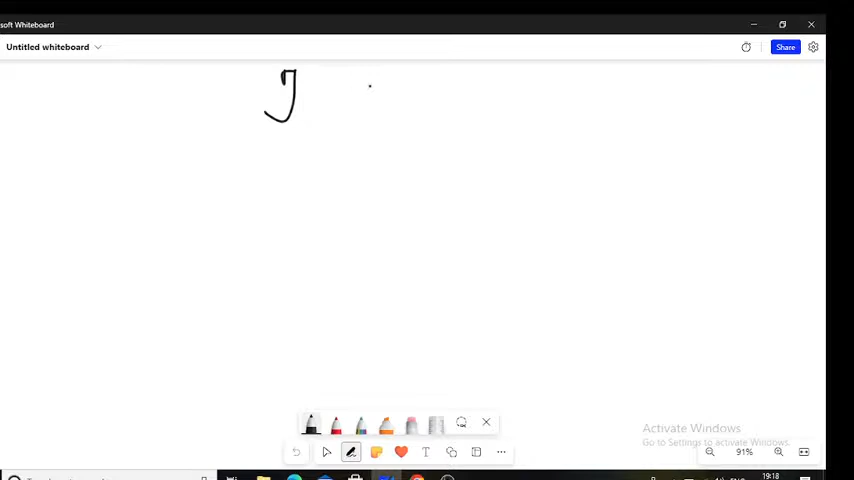 soft Whiteboard
Untitled whiteboard
Share
Activate Windows
Go to Settings to activate Windows.
91%
19:18